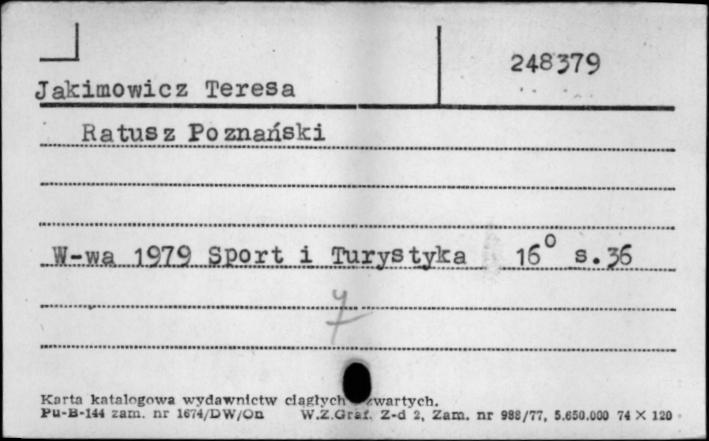 248379
Jakimowicz Teresa
Ratusz Poznański
W-wa 1979 Sport i Turystyka 16° s.36
Karta katalogowa wydawnictw ciągłych zwartych.
Pu-B-144 zam. nr 1674/DW/On W.Z.Graf. Z-d 2, Zam. nr 988/77, 5.650.000 74 X 120